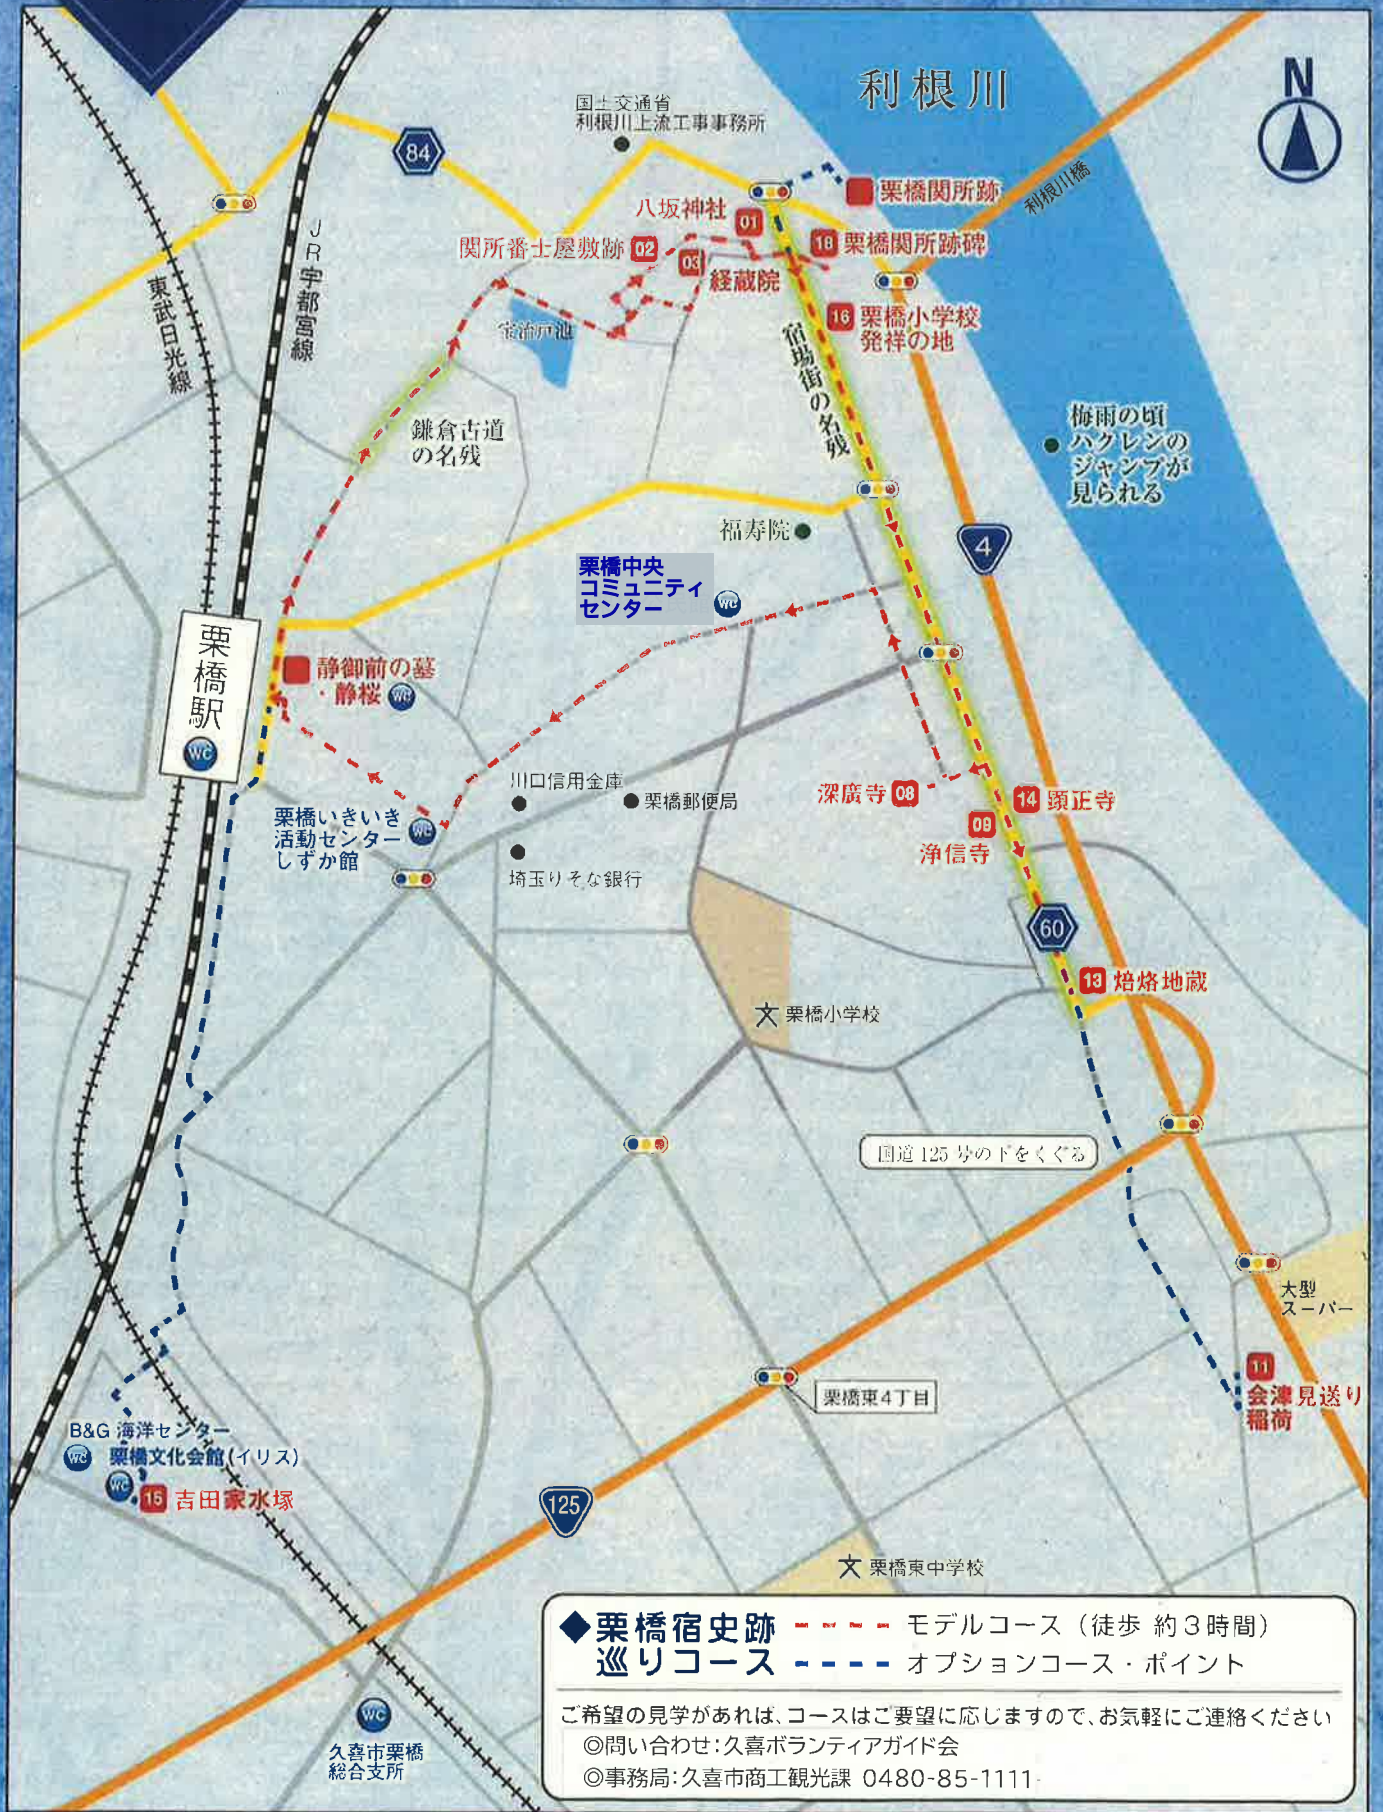 利根川
N
国土交通省
利根川上流工事事務所
84
利根川橋
栗橋関所跡
八坂神社
01
18
栗橋関所跡碑
関所番士屋敷跡
02
03
経蔵院
16
栗橋小学校
発祥の地
宝治戸池
JR宇都宮線
東武日光線
宿場街の名残
鎌倉古道
の名残
梅雨の頃
ハクレンの
ジャンプが
見られる
福寿院
4
栗橋中央
コミュニティ
センター
WC
栗橋駅
WC
静御前の墓
・静桜
WC
川口信用金庫
栗橋郵便局
深廣寺
08
14
顕正寺
09
浄信寺
栗橋いきいき
活動センター
しずか館
WC
埼玉りそな銀行
60
13
焙烙地蔵
文
栗橋小学校
国道125号の下をくぐる
大型
スーパー
11
会津見送り
稲荷
栗橋東4丁目
B&G 海洋センター
WC
栗橋文化会館(イリス)
WC
15
吉田家水塚
125
文
栗橋東中学校
WC
久喜市栗橋
総合支所
◆栗橋宿史跡
巡りコース
モデルコース（徒歩 約3時間）
オプションコース・ポイント
ご希望の見学があれば、コースはご要望に応じますので、お気軽にご連絡ください
◎問い合わせ：久喜ボランティアガイド会
◎事務局：久喜市商工観光課 0480-85-1111